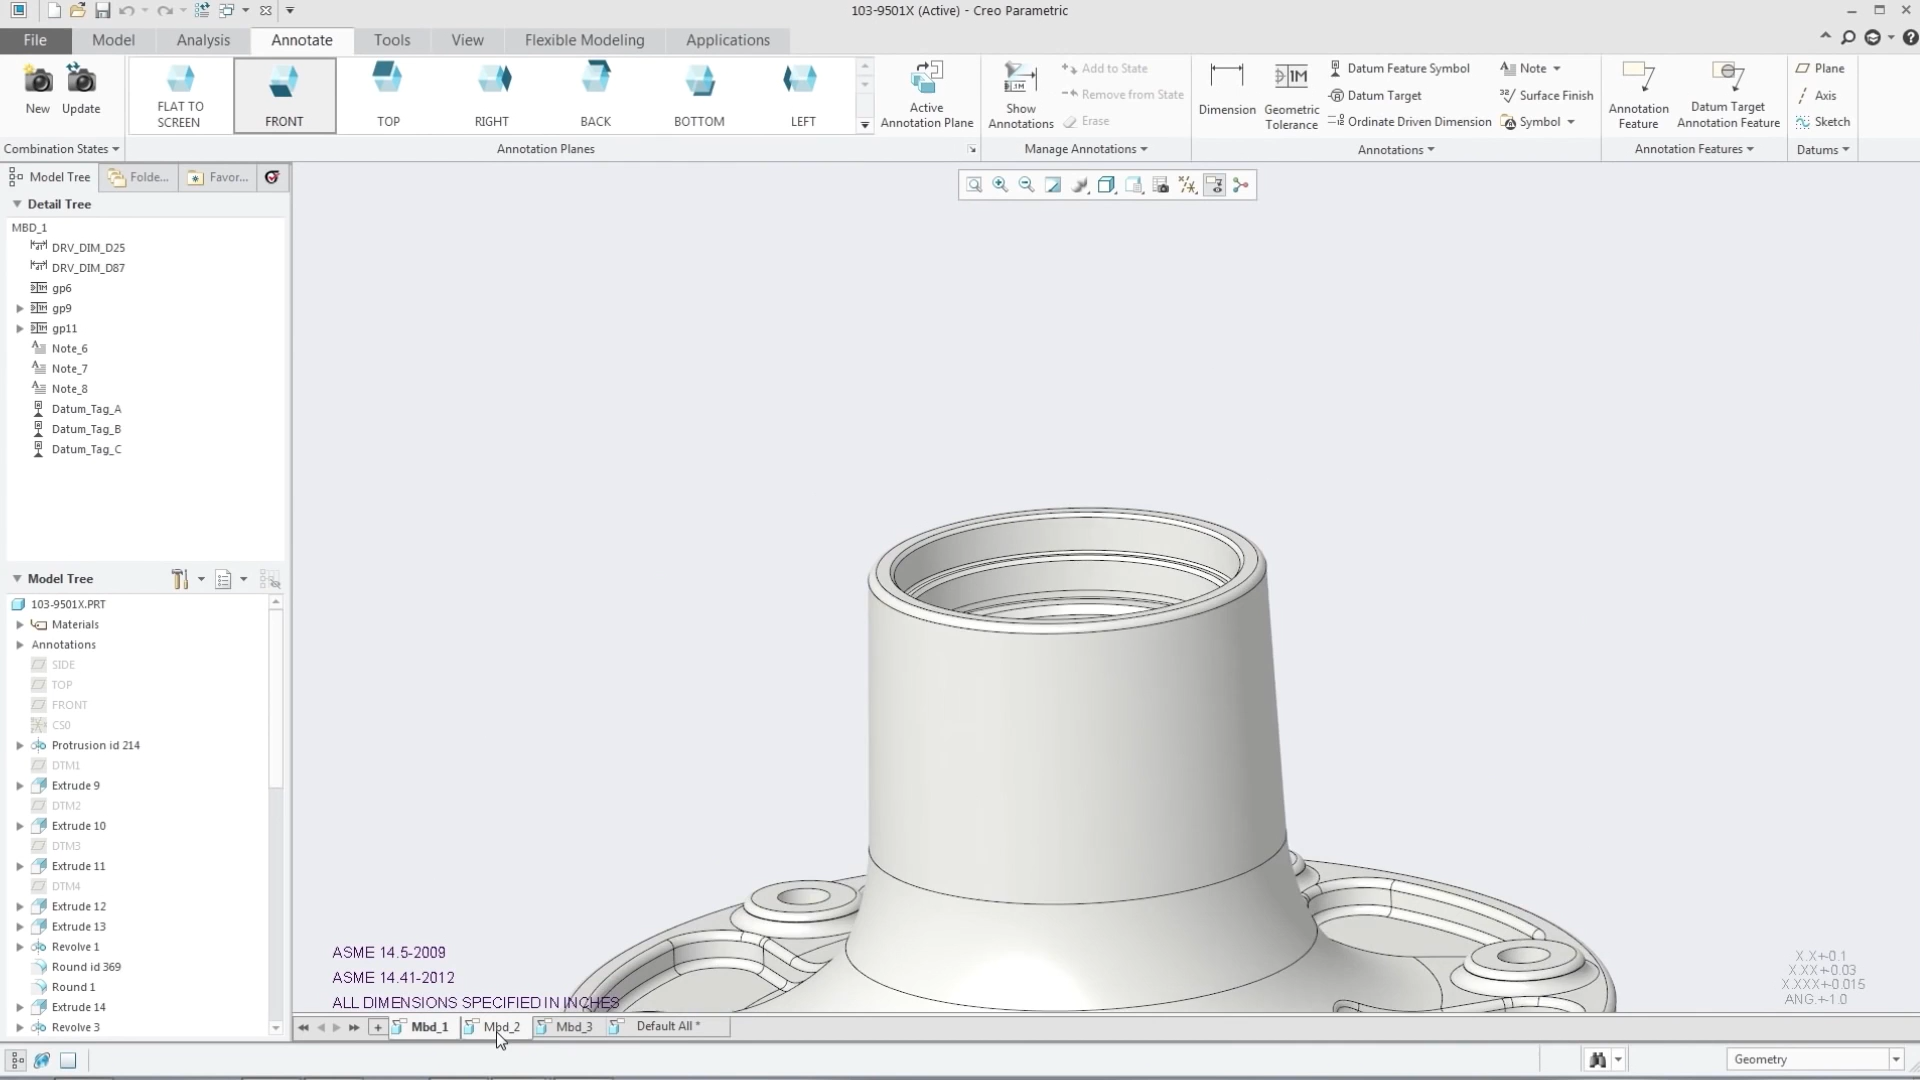 103-9501X (Active) - Creo Parametric
File Model Analysis Annotate Tools View Flexible Modeling Applications
New Update
Combination States
FLAT TO SCREEN
FRONT
TOP
RIGHT
BACK
BOTTOM
LEFT
Annotation Planes
Active Annotation Plane
Show Annotations
Add to State
Remove from State
Erase
Manage Annotations
Dimension
Geometric Tolerance
Datum Feature Symbol
Datum Target
Ordinate Driven Dimension
Note
Surface Finish
Symbol
Annotations
Annotation Feature
Datum Target Annotation Feature
Annotation Features
Plane
Axis
Sketch
Datums
Model Tree Folde... Favor...
Detail Tree
MBD_1
DRV_DIM_D25
DRV_DIM_D87
gp6
gp9
gp11
Note_6
Note_7
Note_8
Datum_Tag_A
Datum_Tag_B
Datum_Tag_C
Model Tree
103-9501X.PRT
Materials
Annotations
SIDE
TOP
FRONT
CS0
Protrusion id 214
DTM1
Extrude 9
DTM2
Extrude 10
DTM3
Extrude 11
DTM4
Extrude 12
Extrude 13
Revolve 1
Round id 369
Round 1
Extrude 14
Revolve 3
ASME 14.5-2009
ASME 14.41-2012
ALL DIMENSIONS SPECIFIED IN INCHES
X.X+-0.1
X.XX+-0.03
X.XXX+-0.015
ANG.+-1.0
Mbd_1 Mbd_2 Mbd_3 Default All *
Geometry